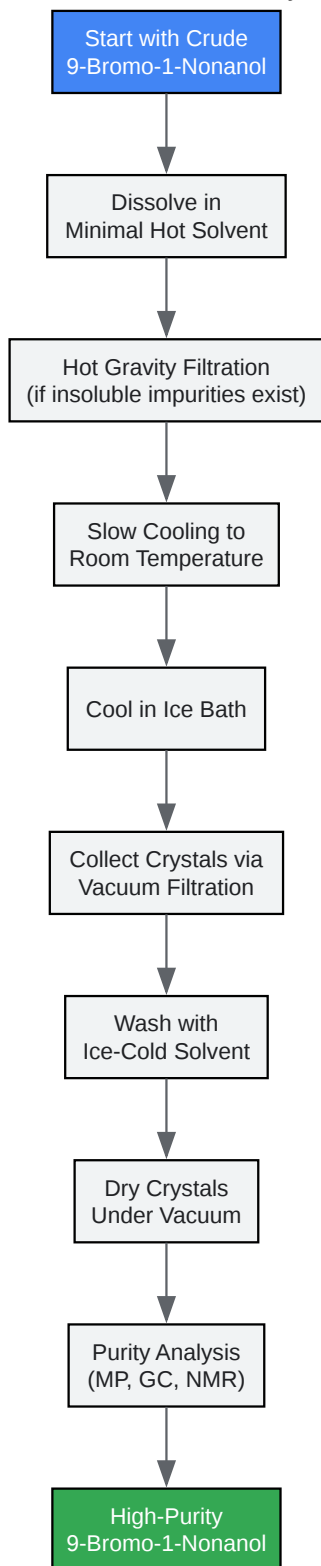 Start with Crude
9-Bromo-1-Nonanol
Dissolve in
Minimal Hot Solvent
Hot Gravity Filtration
(if insoluble impurities exist)
Slow Cooling to
Room Temperature
Cool in Ice Bath
Collect Crystals via
Vacuum Filtration
Wash with
Ice-Cold Solvent
Dry Crystals
Under Vacuum
Purity Analysis
(MP, GC, NMR)
High-Purity
9-Bromo-1-Nonanol